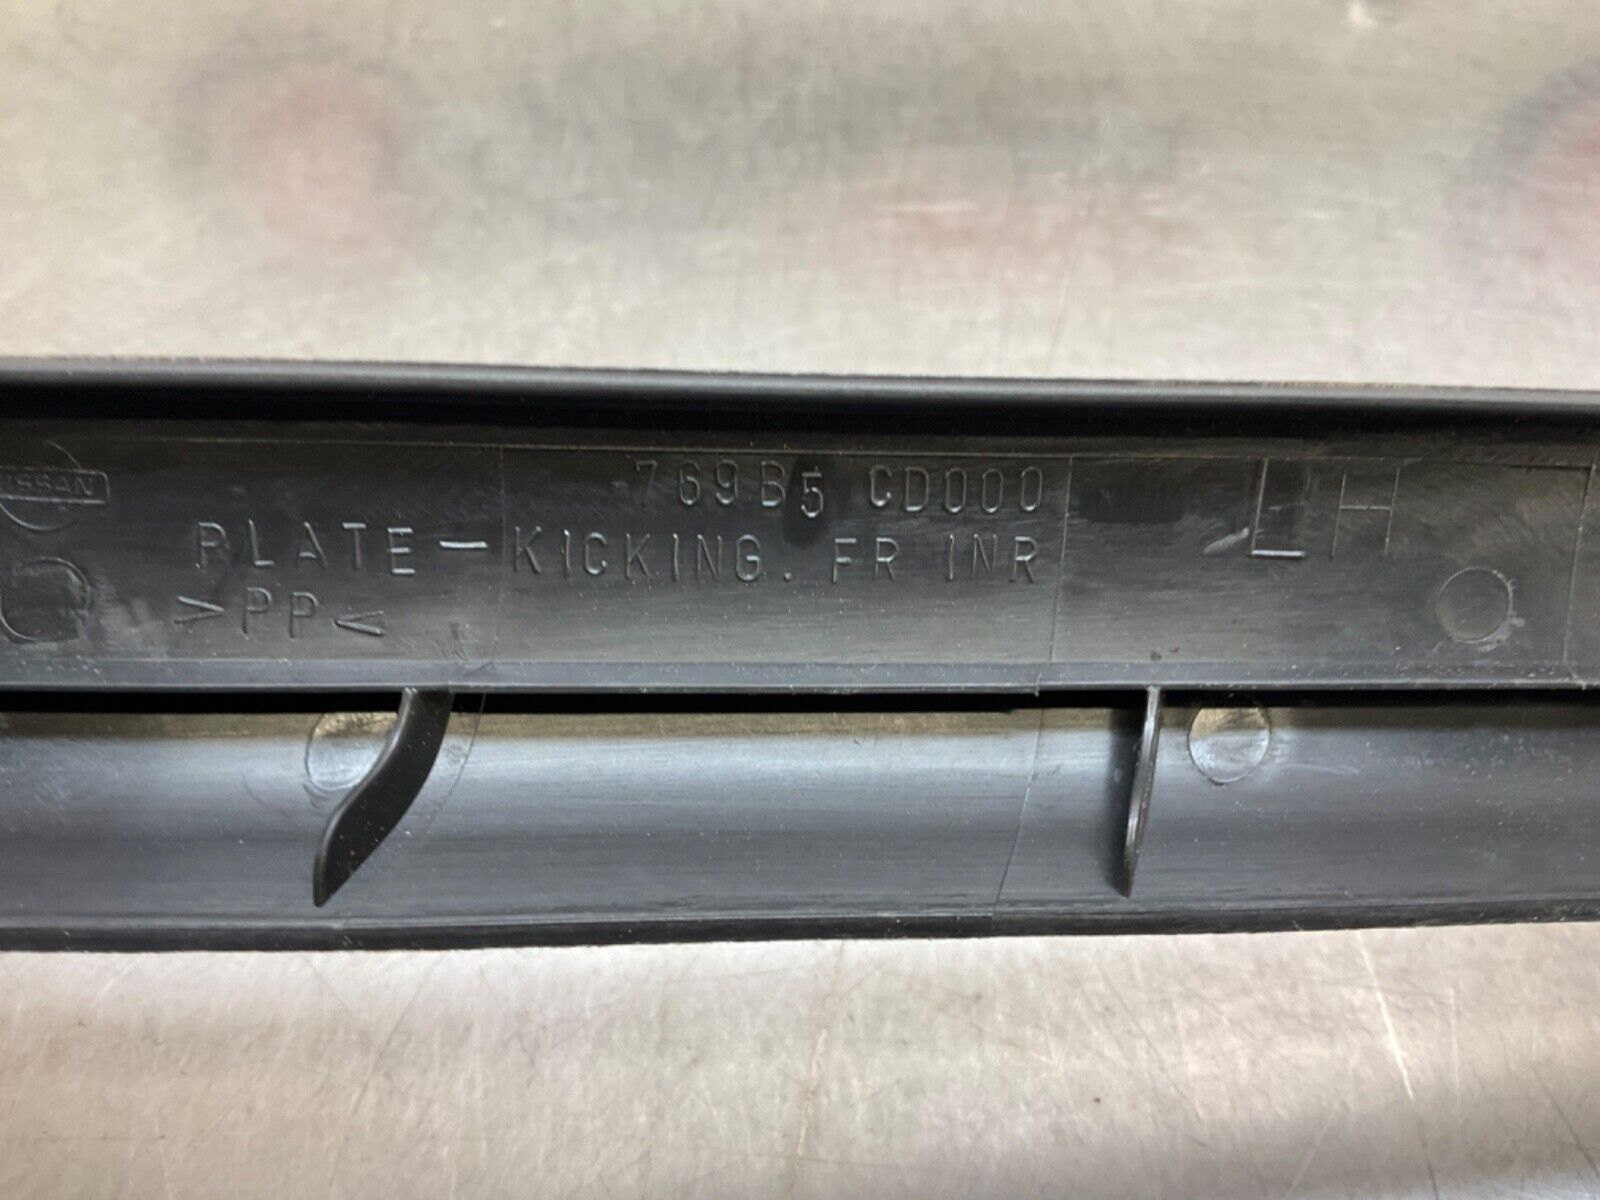 NISSAN
769B5 CD000
PLATE-KICKING. FR INR
LH
>PP<